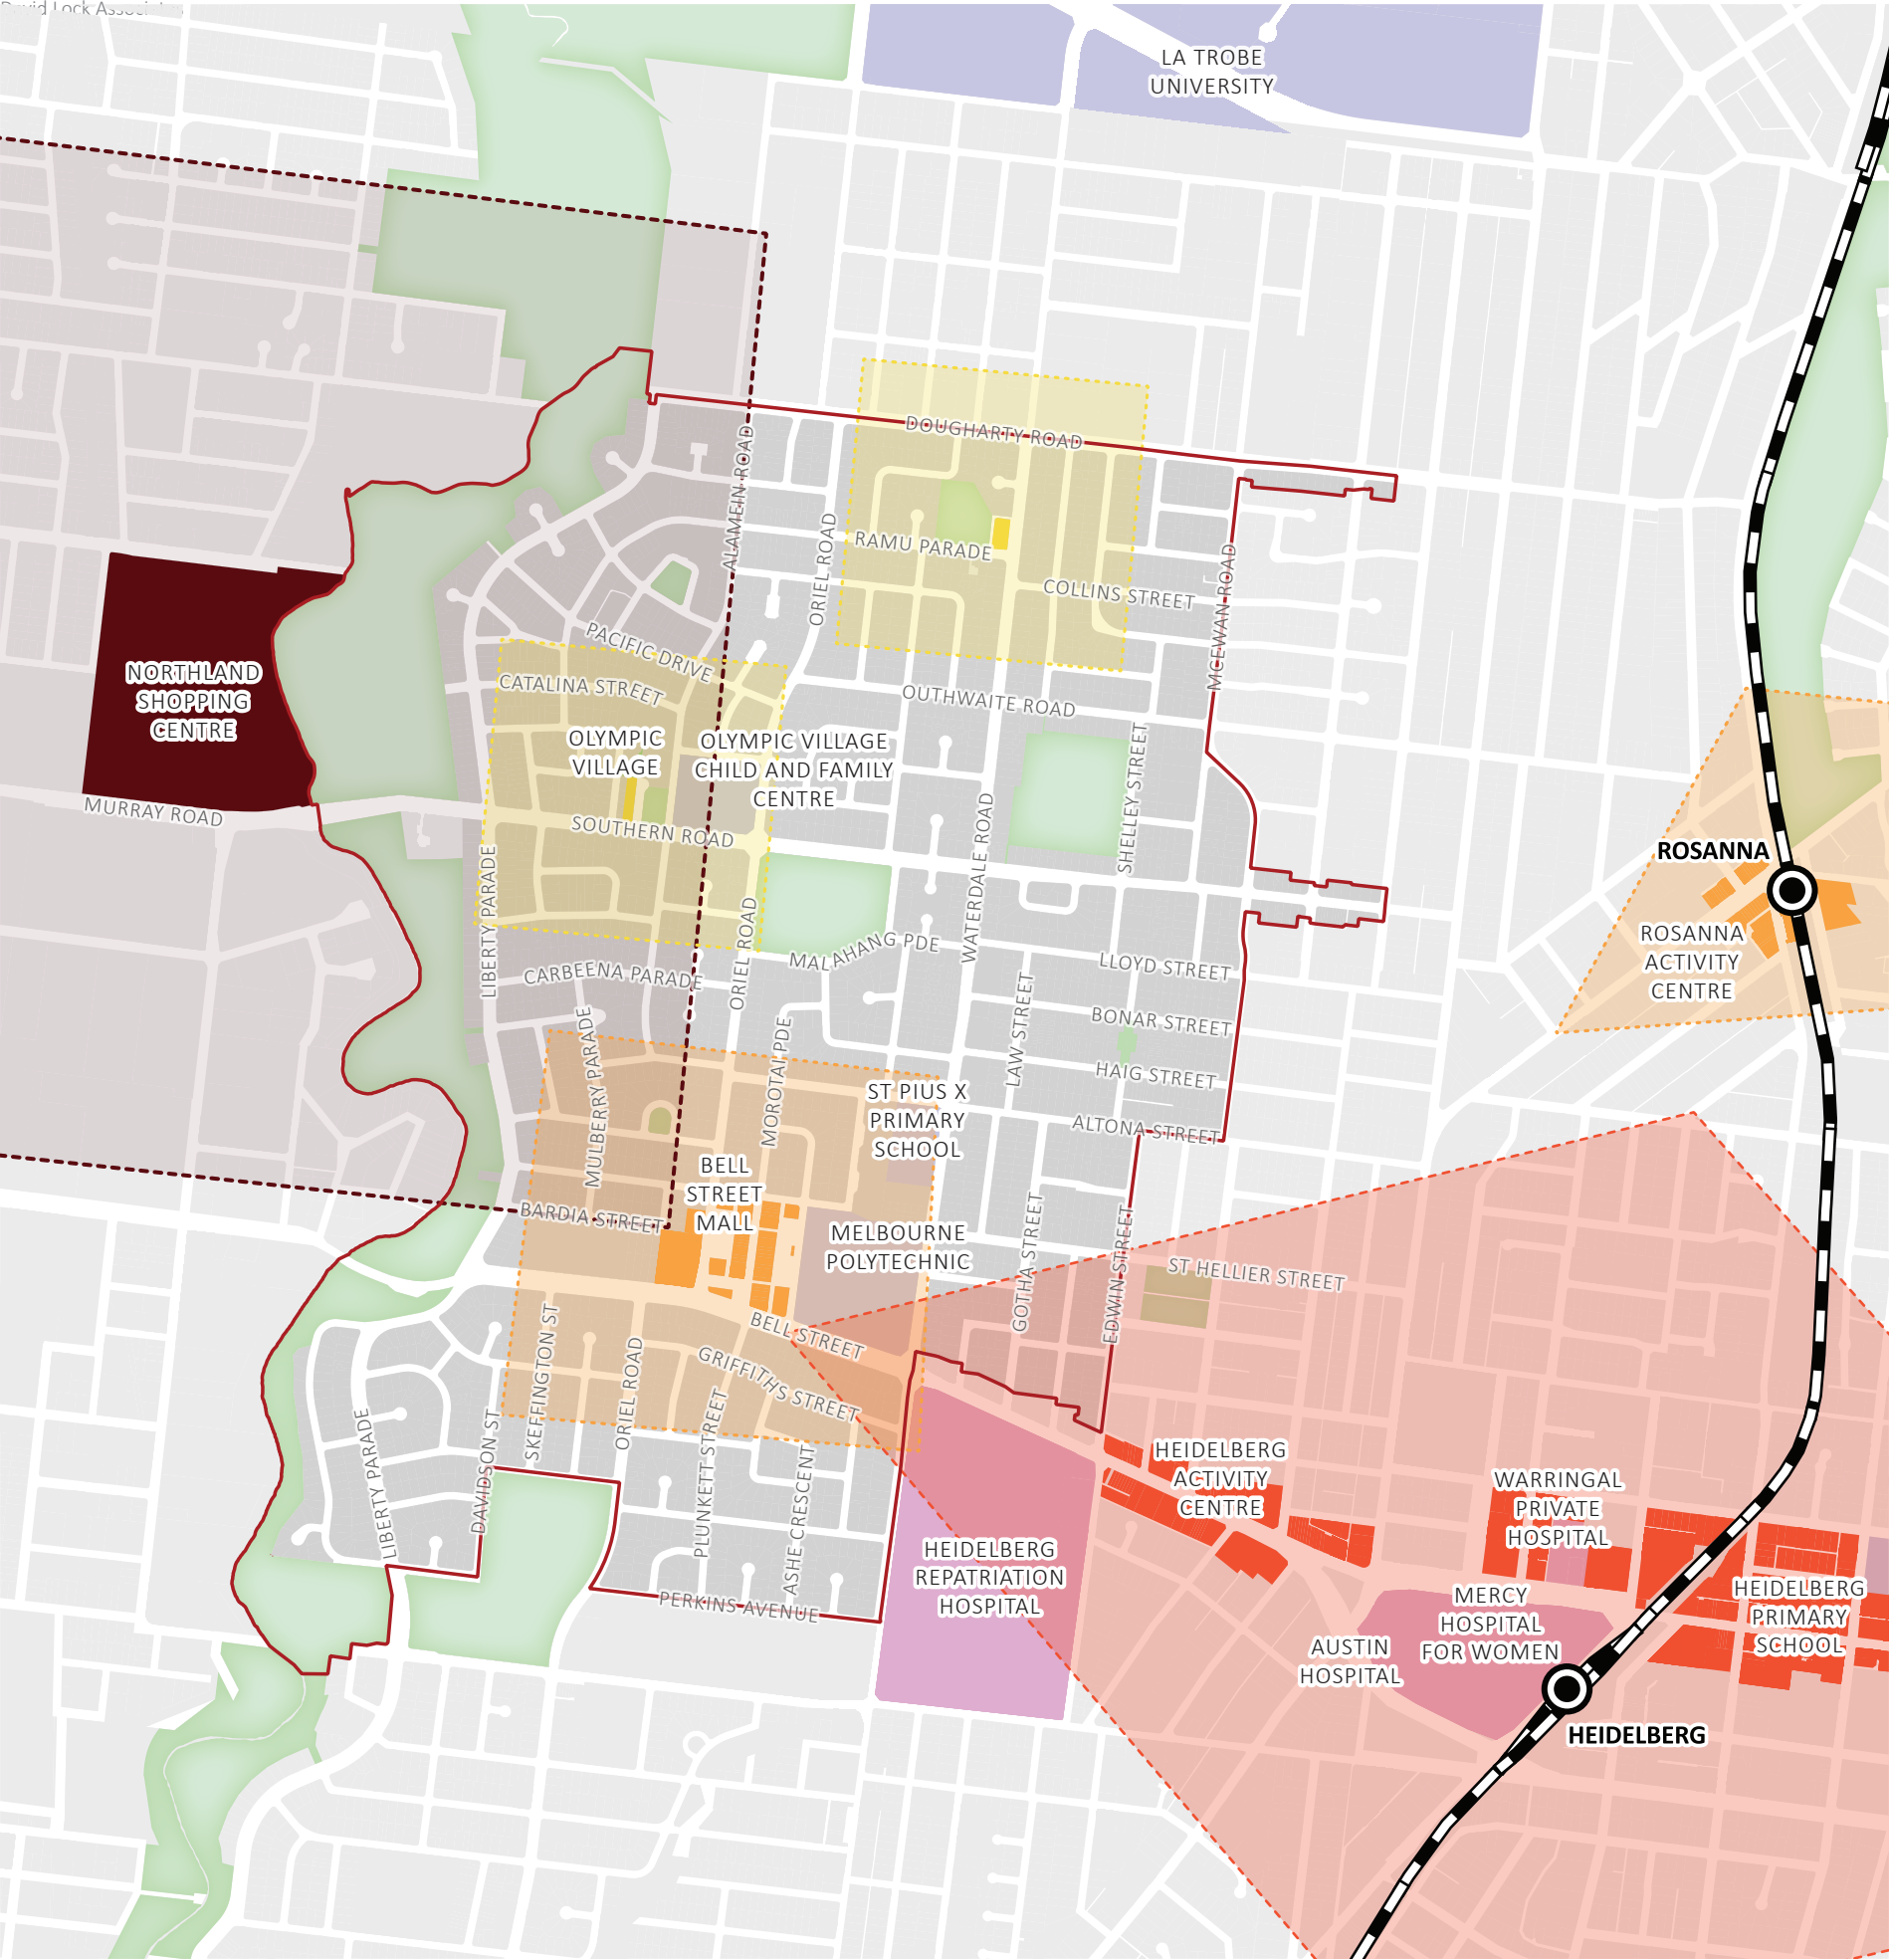 David Lock Associates
LA TROBE
UNIVERSITY
DOUGHARTY ROAD
ALAMEIN ROAD
ORIEL ROAD
RAMU PARADE
COLLINS STREET
MCEWAN ROAD
PACIFIC DRIVE
CATALINA STREET
OUTHWAITE ROAD
NORTHLAND
SHOPPING
CENTRE
OLYMPIC
VILLAGE
OLYMPIC VILLAGE
CHILD AND FAMILY
CENTRE
SHELLEY STREET
MURRAY ROAD
SOUTHERN ROAD
WATERDALE ROAD
LIBERTY PARADE
ORIEL ROAD
ROSANNA
ROSANNA
ACTIVITY
CENTRE
MALAHANG PDE
CARBEENA PARADE
LLOYD STREET
BONAR STREET
LAW STREET
HAIG STREET
MULBERRY PARADE
MOROTAI PDE
ST PIUS X
PRIMARY
SCHOOL
ALTONA STREET
BELL
STREET
MALL
BARDIA STREET
MELBOURNE
POLYTECHNIC
GOTHA STREET
EDWIN STREET
ST HELLIER STREET
BELL STREET
GRIFFITHS STREET
SKEFFINGTON ST
ORIEL ROAD
PLUNKETT STREET
LIBERTY PARADE
DAVIDSON ST
ASHE CRESCENT
PERKINS AVENUE
HEIDELBERG
ACTIVITY
CENTRE
WARRINGAL
PRIVATE
HOSPITAL
HEIDELBERG
REPATRIATION
HOSPITAL
MERCY
HOSPITAL
FOR WOMEN
HEIDELBERG
PRIMARY
SCHOOL
AUSTIN
HOSPITAL
HEIDELBERG